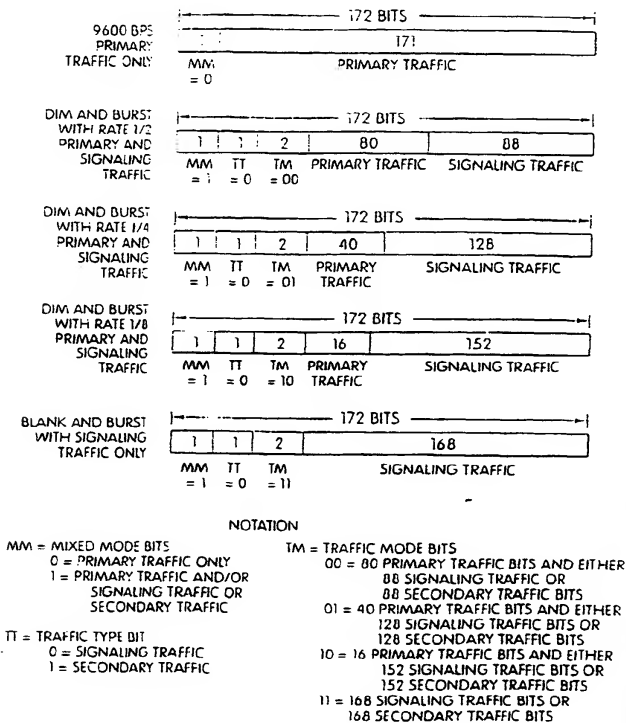 172 BITS
9600 BPS
PRIMARY
TRAFFIC ONLY
171
MM
= 0
PRIMARY TRAFFIC
DIM AND BURST
WITH RATE 1/2
PRIMARY AND
SIGNALING
TRAFFIC
172 BITS
1 1 2 80 88
MM TT TM PRIMARY TRAFFIC SIGNALING TRAFFIC
= 1 = 0 = 00
DIM AND BURST
WITH RATE 1/4
PRIMARY AND
SIGNALING
TRAFFIC
172 BITS
1 1 2 40 128
MM TT TM PRIMARY SIGNALING TRAFFIC
= 1 = 0 = 01 TRAFFIC
DIM AND BURST
WITH RATE 1/8
PRIMARY AND
SIGNALING
TRAFFIC
172 BITS
1 1 2 16 152
MM TT TM PRIMARY SIGNALING TRAFFIC
= 1 = 0 = 10 TRAFFIC
BLANK AND BURST
WITH SIGNALING
TRAFFIC ONLY
172 BITS
1 1 2 168
MM TT TM SIGNALING TRAFFIC
= 1 = 0 = 11
NOTATION
MM = MIXED MODE BITS
0 = PRIMARY TRAFFIC ONLY
1 = PRIMARY TRAFFIC AND/OR
SIGNALING TRAFFIC OR
SECONDARY TRAFFIC
TT = TRAFFIC TYPE BIT
0 = SIGNALING TRAFFIC
1 = SECONDARY TRAFFIC
TM = TRAFFIC MODE BITS
00 = 80 PRIMARY TRAFFIC BITS AND EITHER
88 SIGNALING TRAFFIC OR
88 SECONDARY TRAFFIC BITS
01 = 40 PRIMARY TRAFFIC BITS AND EITHER
128 SIGNALING TRAFFIC BITS OR
128 SECONDARY TRAFFIC BITS
10 = 16 PRIMARY TRAFFIC BITS AND EITHER
152 SIGNALING TRAFFIC BITS OR
152 SECONDARY TRAFFIC BITS
11 = 168 SIGNALING TRAFFIC BITS OR
168 SECONDARY TRAFFIC BITS